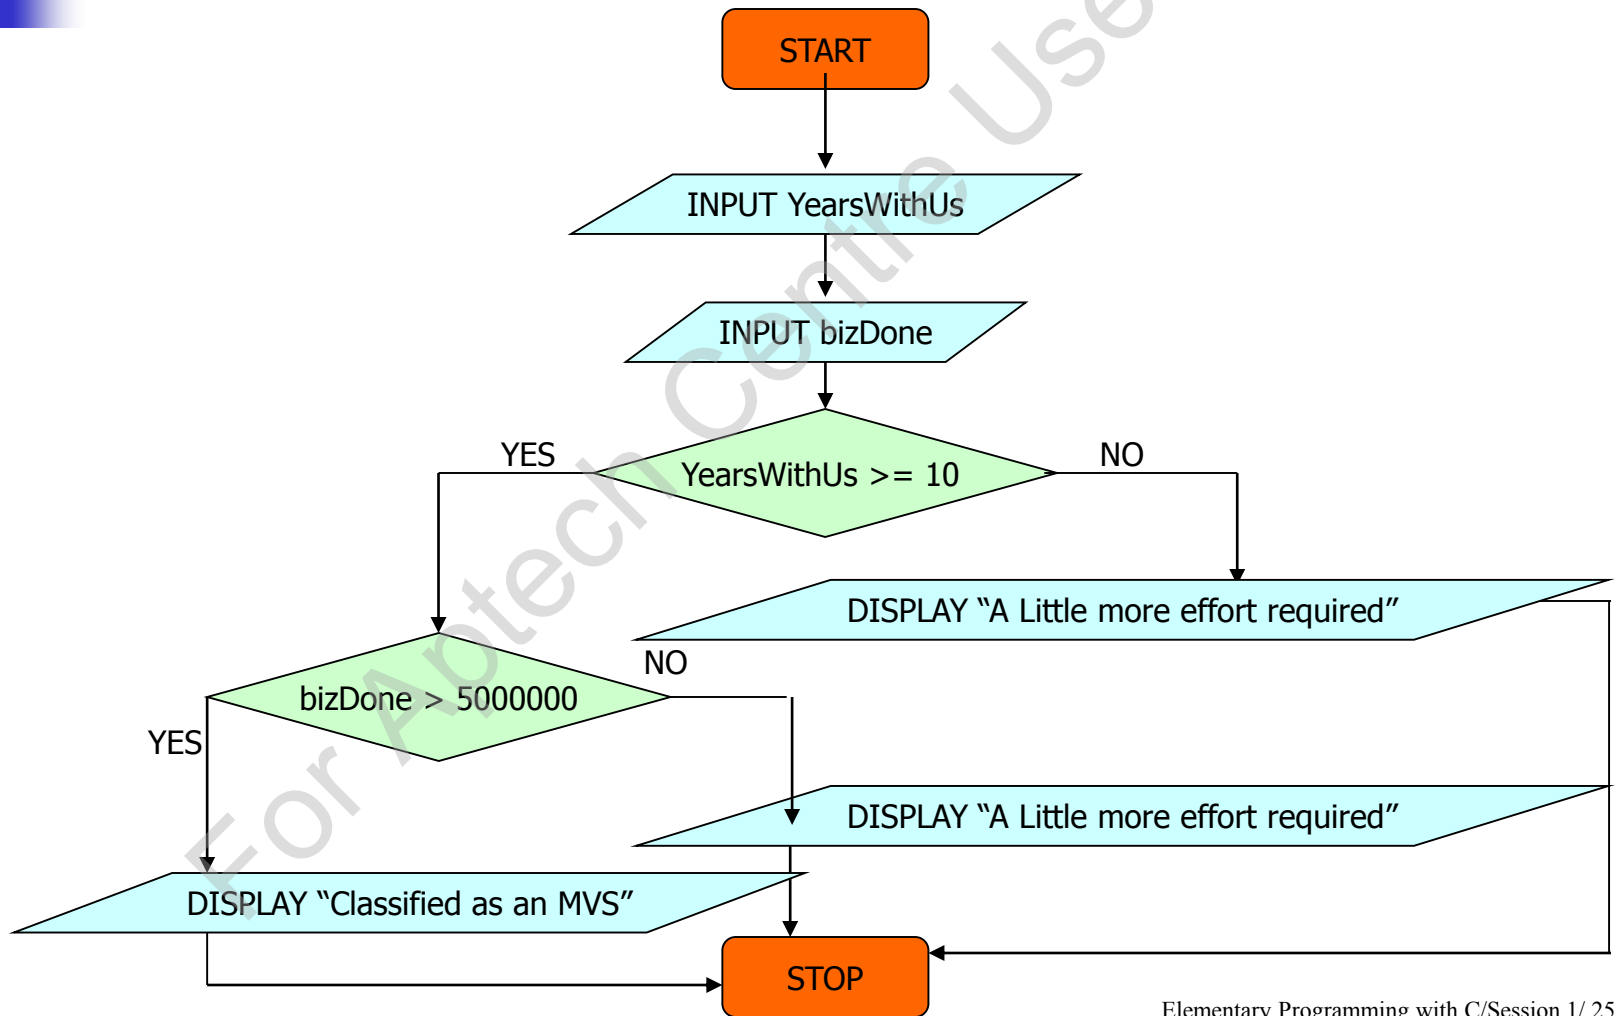 START
INPUT YearsWithUs
INPUT bizDone
YES
YearsWithUs >= 10
NO
DISPLAY “A Little more effort required”
NO
bizDone > 5000000
YES
DISPLAY “A Little more effort required”
DISPLAY “Classified as an MVS”
STOP
For Aptech Centre Use
Elementary Programming with C/Session 1/ 25